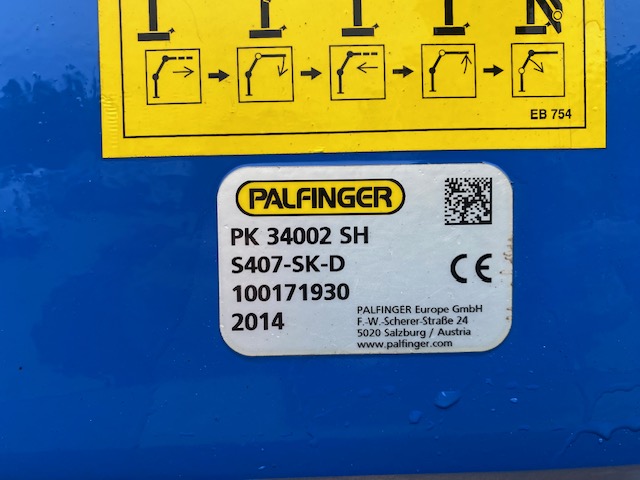 EB 754
PALFINGER
PK 34002 SH
S407-SK-D
100171930
2014
CE
PALFINGER Europe GmbH
F.-W.-Scherer-Straße 24
5020 Salzburg / Austria
www.palfinger.com